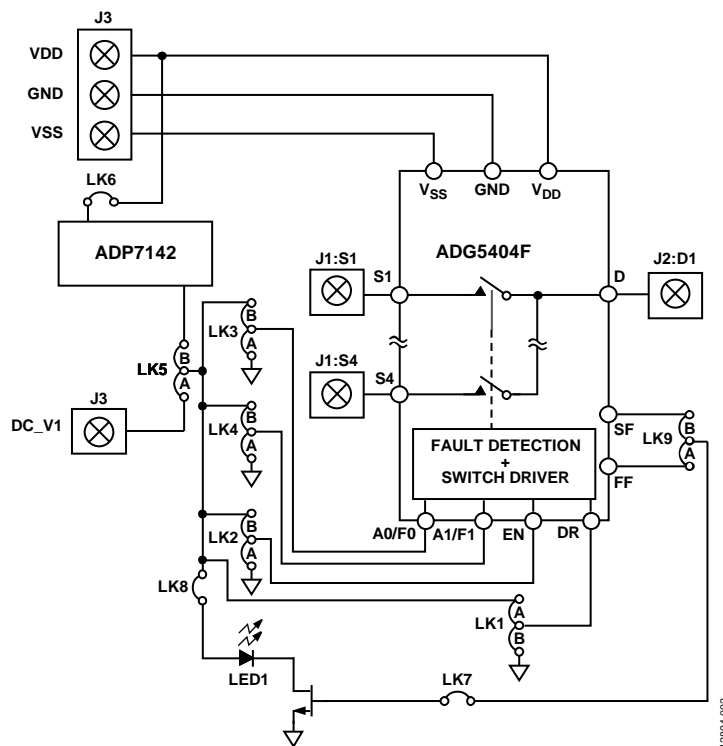 J3
VDD
GND
VSS
LK6
ADP7142
VSS
GND
VDD
ADG5404F
J1:S1
S1
D
J2:D1
B
LK3
A
B
LK5
A
J1:S4
S4
J3
DC_V1
B
LK4
A
SF
B
LK9
A
FF
FAULT DETECTION
+
SWITCH DRIVER
A0/F0
A1/F1
EN
DR
B
LK2
A
LK8
A
LK1
B
LED1
LK7